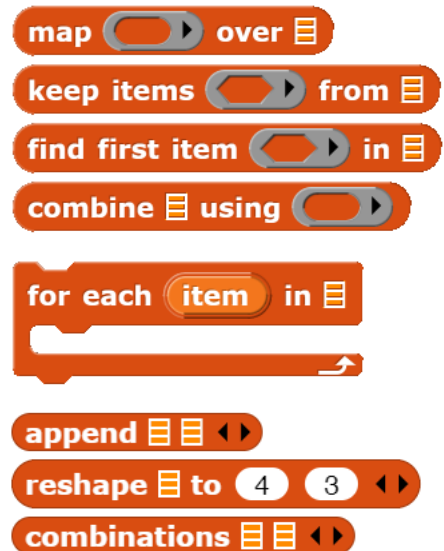 map over
keep items from
find first item in
combine using
for each item in
append
reshape to 4 3
combinations